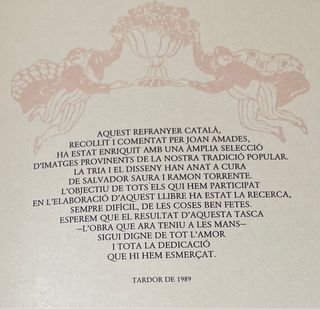 AQUEST REFRANYER CATALÀ,
RECOLLIT I COMENTAT PER JOAN AMADES,
HA ESTAT ENRIQUIT AMB UNA ÀMPLIA SELECCIÓ
D'IMATGES PROVINENTS DE LA NOSTRA TRADICIÓ POPULAR.
LA TRIA I EL DISSENY HAN ANAT A CURA
DE SALVADOR SAURA I RAMON TORRENTE.
L'OBJECTIU DE TOTS ELS QUI HEM PARTICIPAT
EN L'ELABORACIÓ D'AQUEST LLIBRE HA ESTAT LA RECERCA,
SEMPRE DIFÍCIL, DE LES COSES BEN FETES.
ESPEREM QUE EL RESULTAT D'AQUESTA TASCA
—L'OBRA QUE ARA TENIU A LES MANS—
SIGUI DIGNE DE TOT L'AMOR
I TOTA LA DEDICACIÓ
QUE HI HEM ESMERÇAT.
TARDOR DE 1989